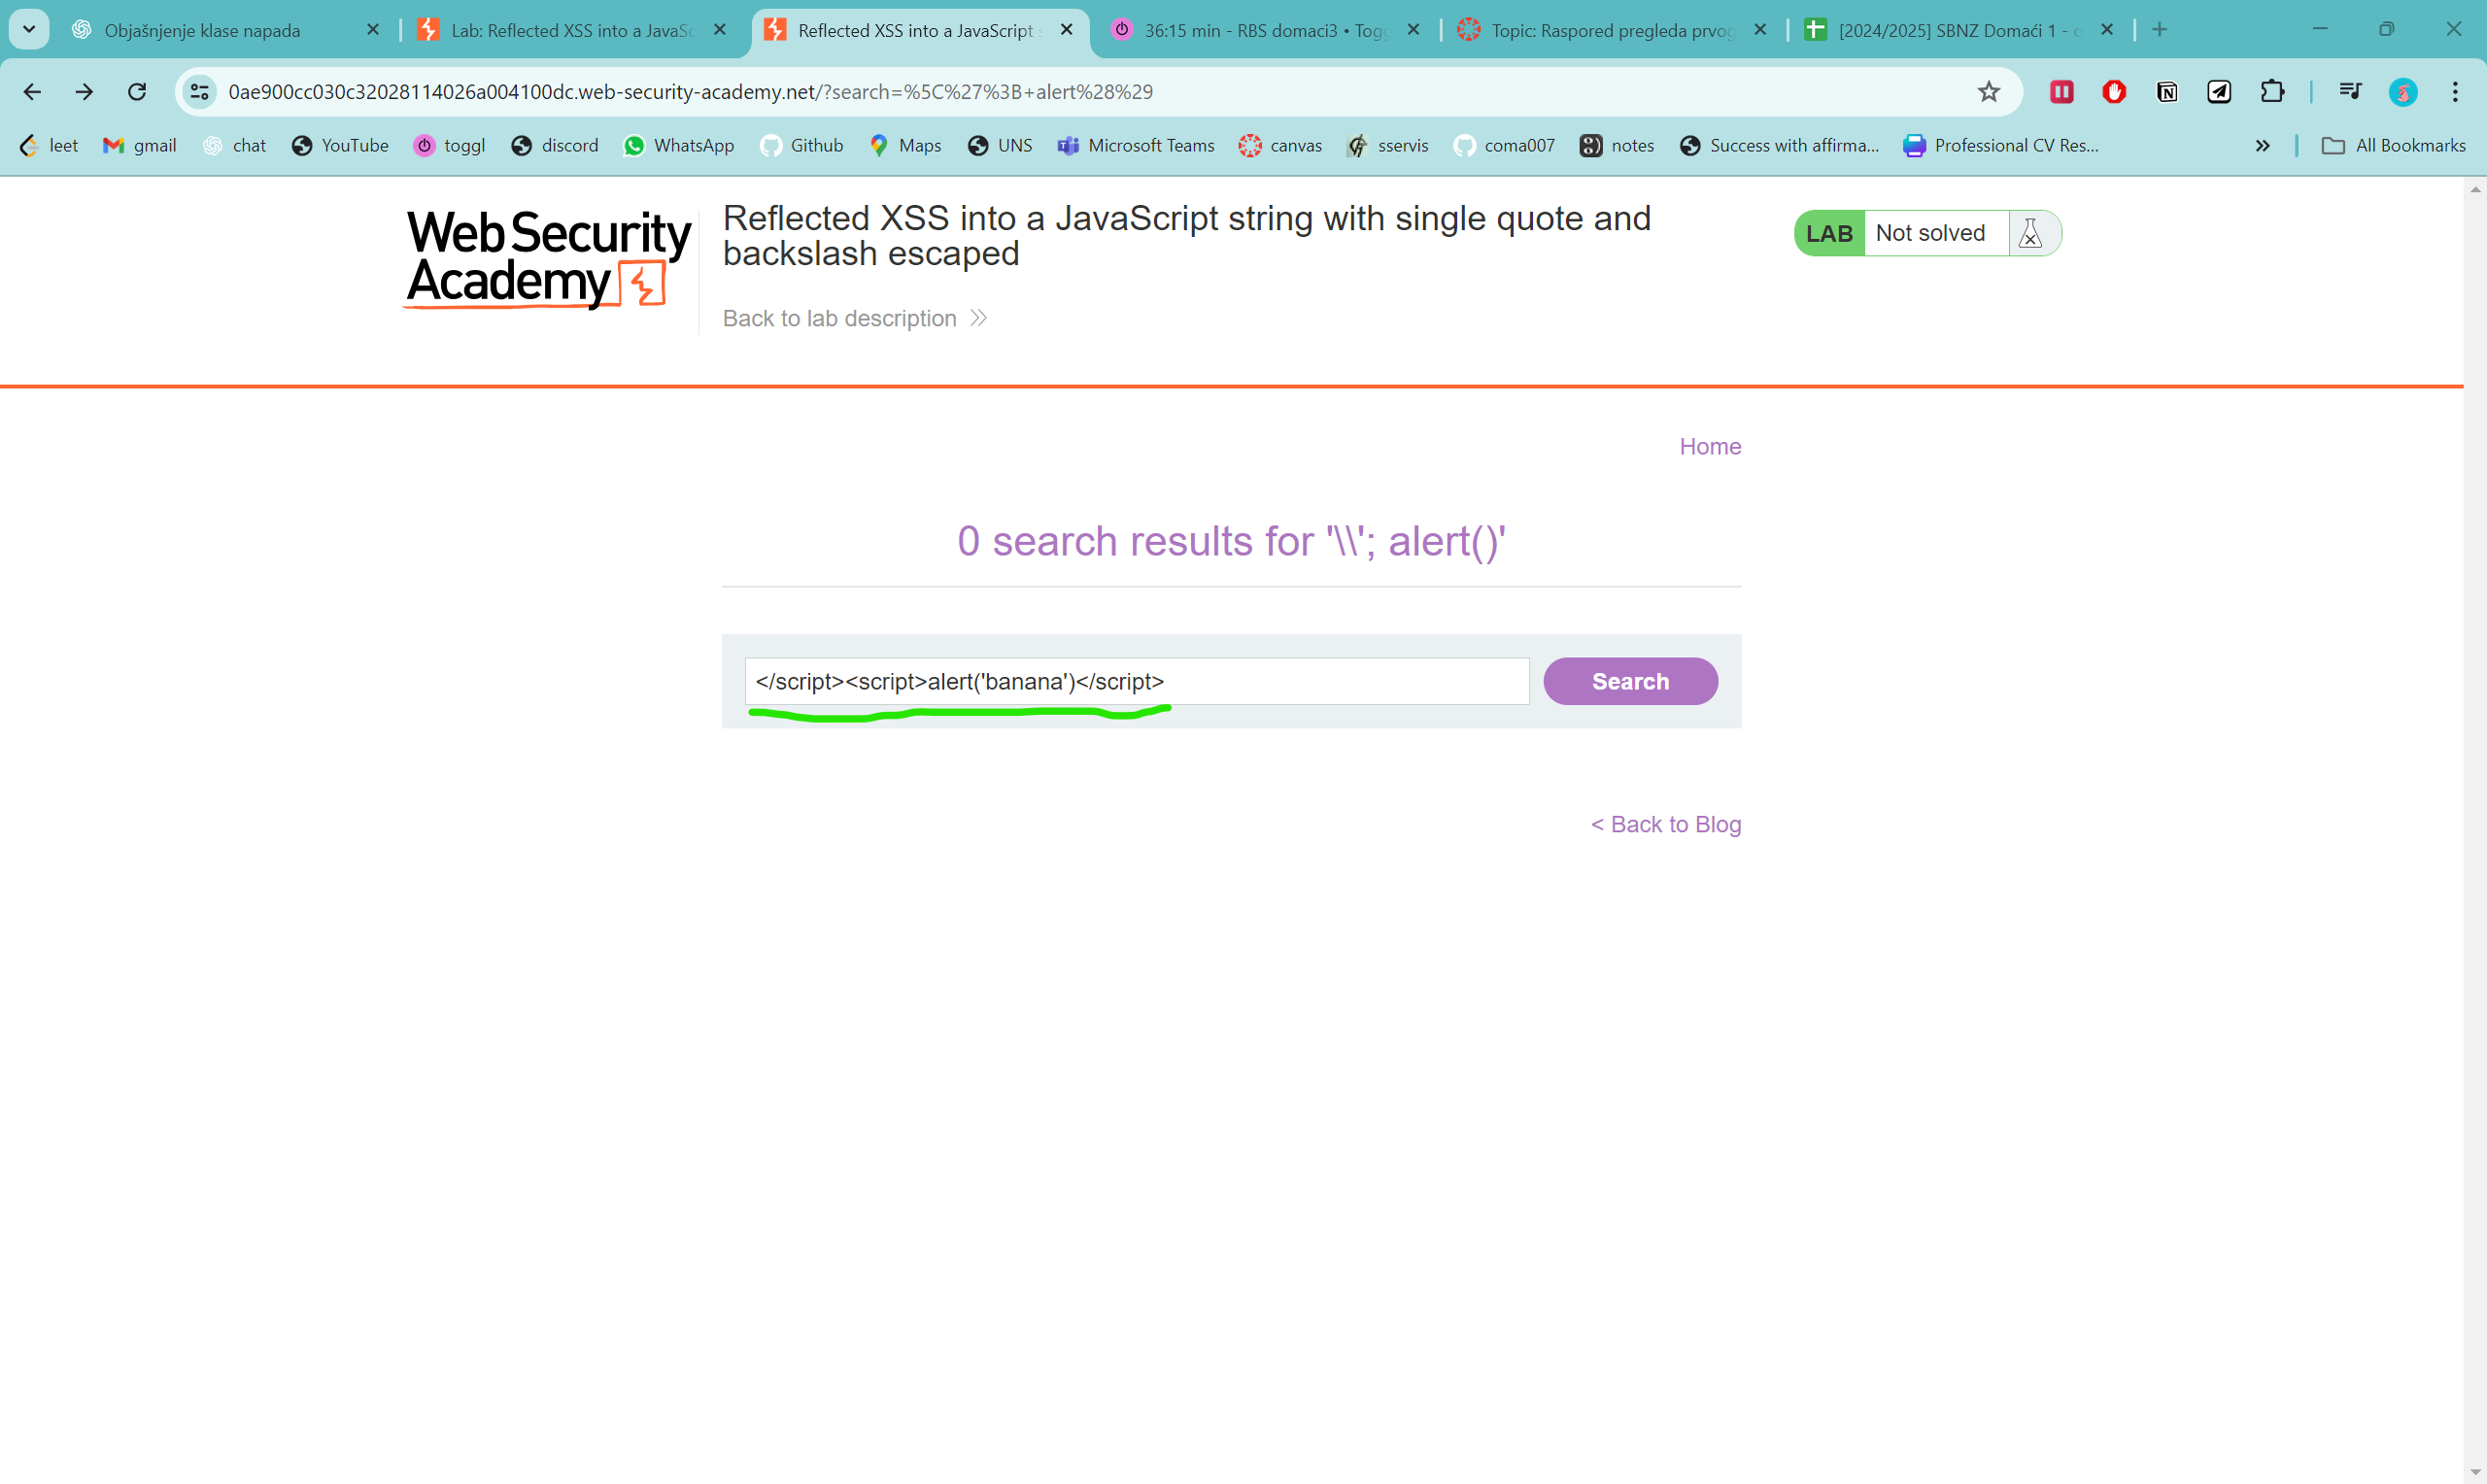 Objašnjenje klase napada
Lab: Reflected XSS into a JavaSc
Reflected XSS into a JavaScript s
36:15 min - RBS domaci3 • Togg
Topic: Raspored pregleda prvog
[2024/2025] SBNZ Domaći 1 - o
0ae900cc030c32028114026a004100dc.web-security-academy.net/?search=%5C%27%3B+alert%28%29
leet
gmail
chat
YouTube
toggl
discord
WhatsApp
Github
Maps
UNS
Microsoft Teams
canvas
sservis
coma007
notes
Success with affirma...
Professional CV Res...
All Bookmarks
WebSecurity
Academy
Reflected XSS into a JavaScript string with single quote and
backslash escaped
Back to lab description
LAB Not solved
Home
0 search results for '\\'; alert()'
</script><script>alert('banana')</script>
Search
< Back to Blog